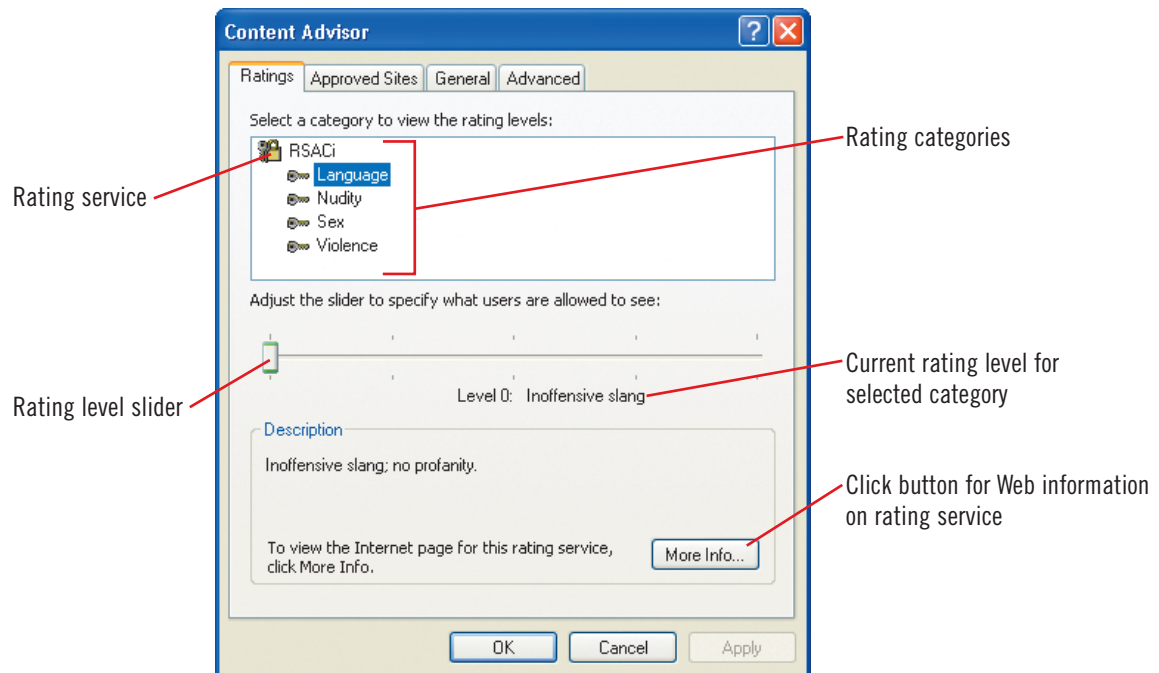 Content Advisor
Ratings Approved Sites General Advanced
Select a category to view the rating levels:
RSACi
Language
Nudity
Sex
Violence
Rating categories
Rating service
Adjust the slider to specify what users are allowed to see:
Level 0: Inoffensive slang
Current rating level for
selected category
Rating level slider
Description
Inoffensive slang; no profanity.
Click button for Web information
on rating service
To view the Internet page for this rating service,
click More Info.
More Info...
OK Cancel Apply